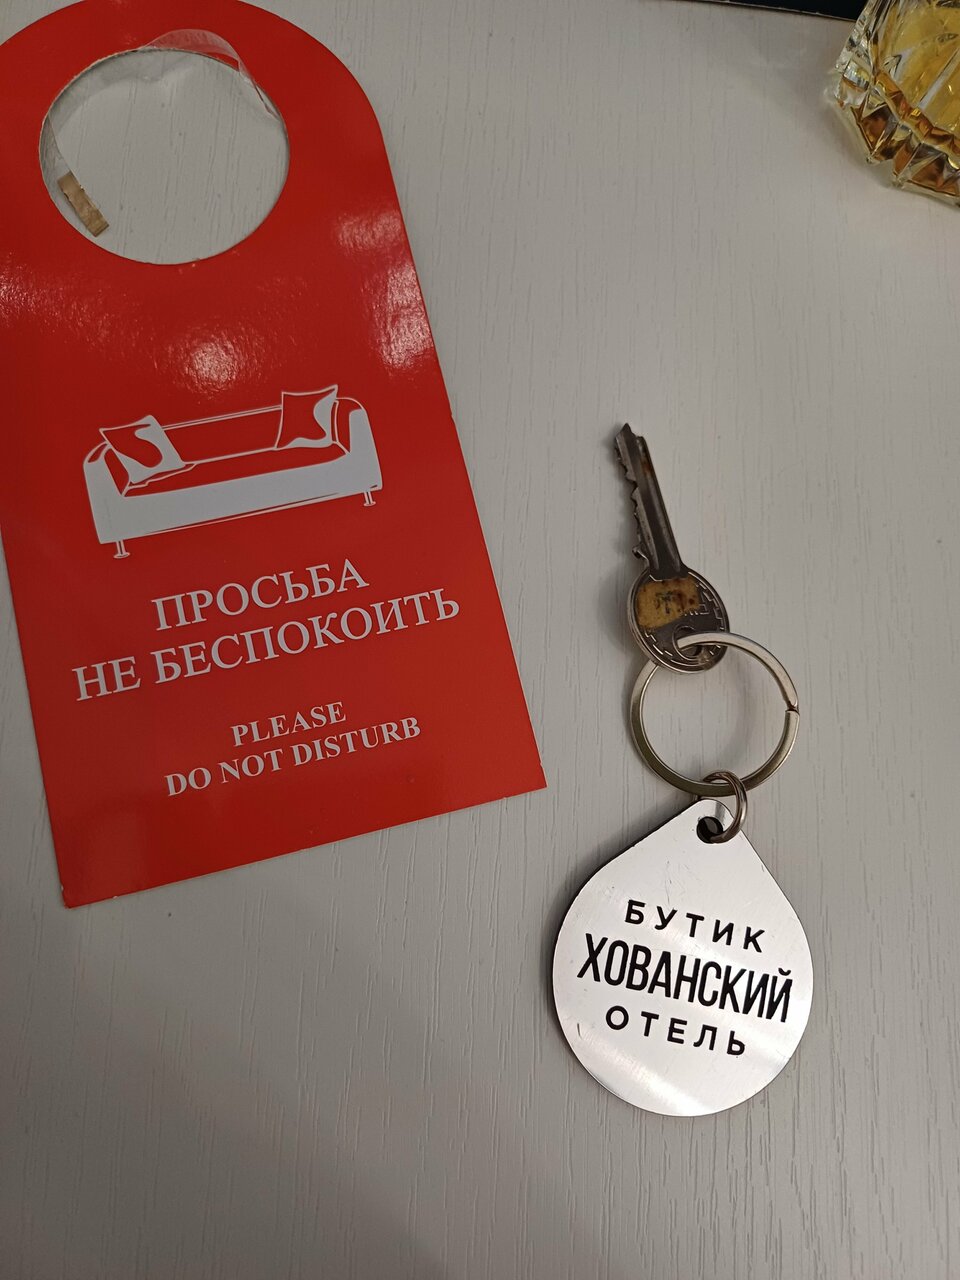 ПРОСЬБА
НЕ БЕСПОКОИТЬ
PLEASE
DO NOT DISTURB
БУТИК
ХОВАНСКИЙ
ОТЕЛЬ